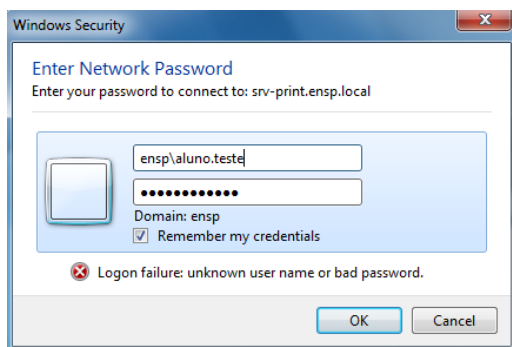 Windows Security
Enter Network Password
Enter your password to connect to: srv-print.ensp.local
ensp\aluno.teste
●●●●●●●●●●●●
Domain: ensp
Remember my credentials
Logon failure: unknown user name or bad password.
OK
Cancel